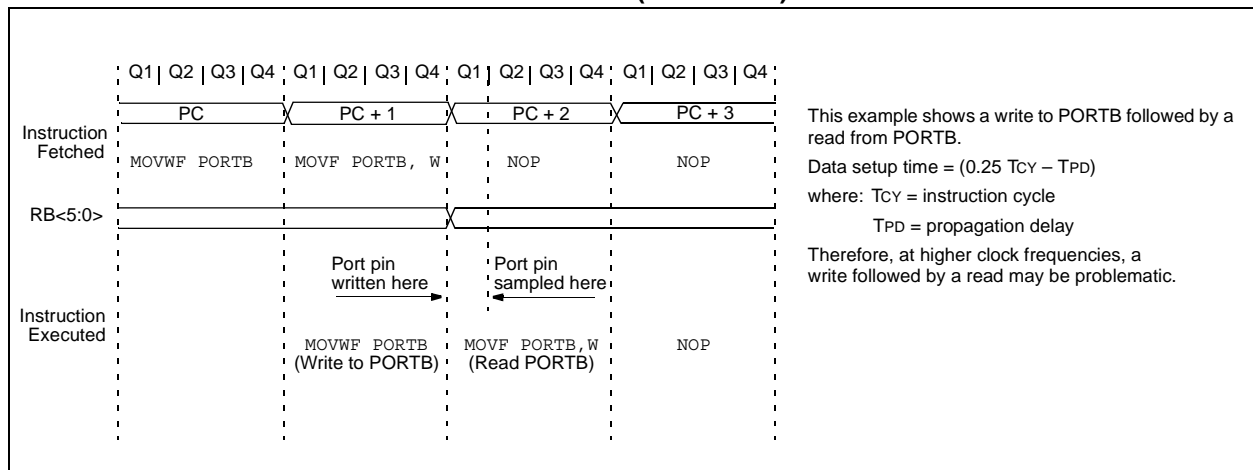 Q1 | Q2 | Q3 | Q4 Q1 | Q2 | Q3 | Q4 Q1 | Q2 | Q3 | Q4 Q1 | Q2 | Q3 | Q4
PC PC + 1 PC + 2 PC + 3
Instruction
Fetched
MOVWF PORTB MOVF PORTB, W NOP NOP
RB<5:0>
Port pin
written here
Port pin
sampled here
Instruction
Executed
MOVWF PORTB
(Write to PORTB)
MOVF PORTB,W
(Read PORTB)
NOP
This example shows a write to PORTB followed by a
read from PORTB.
Data setup time = (0.25 TCY – TPD)
where: TCY = instruction cycle
TPD = propagation delay
Therefore, at higher clock frequencies, a
write followed by a read may be problematic.